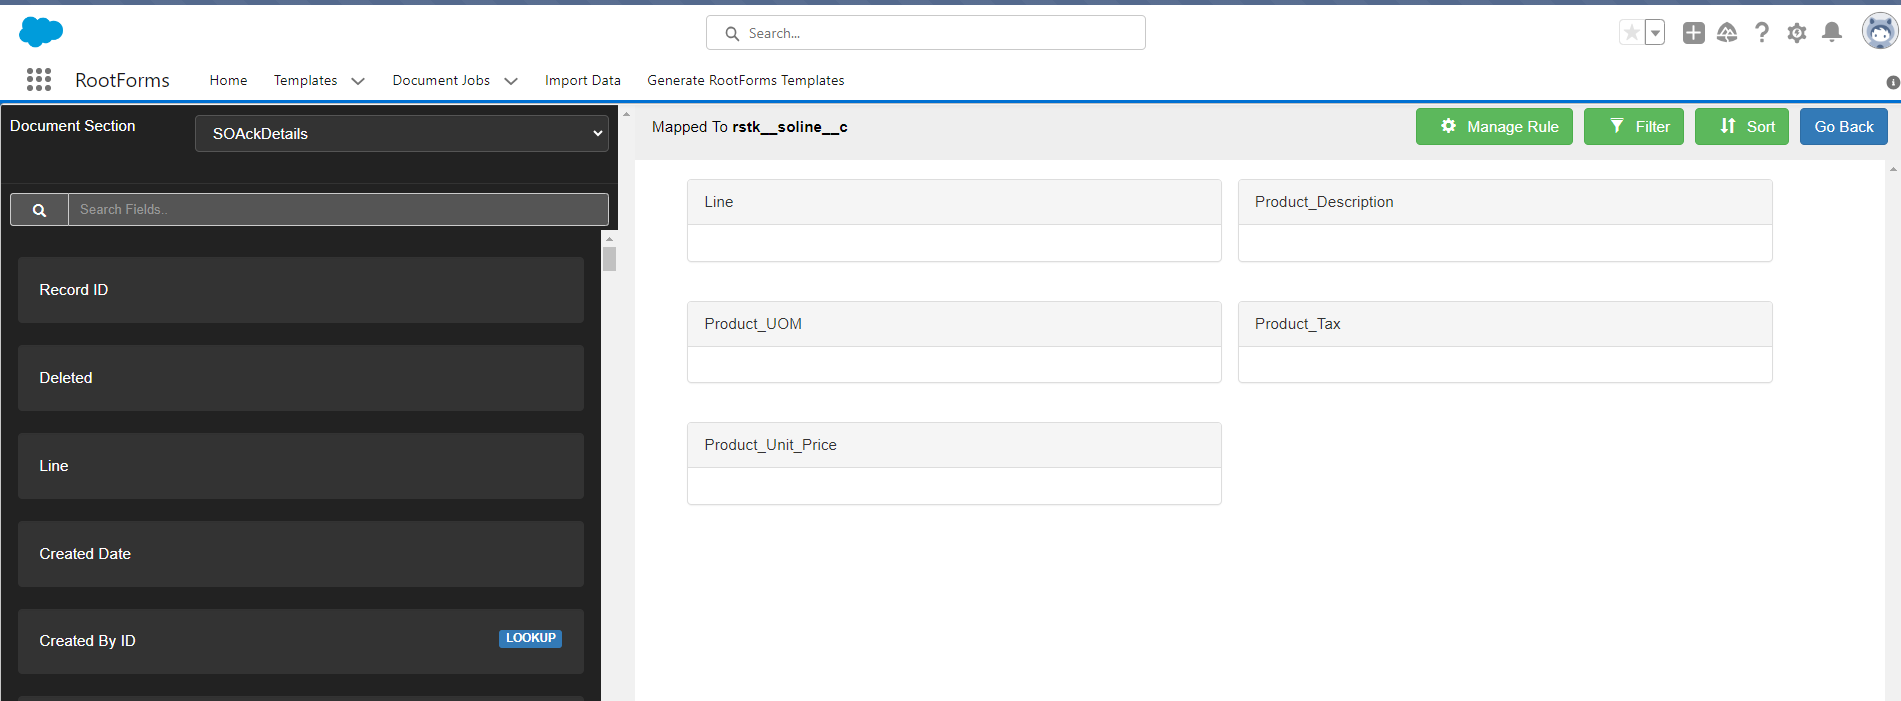 Search...
RootForms
Home
Templates
Document Jobs
Import Data
Generate RootForms Templates
Document Section
SOAckDetails
Search Fields..
Record ID
Deleted
Line
Created Date
Created By ID
LOOKUP
Mapped To rstk__soline__c
Manage Rule
Filter
Sort
Go Back
Line
Product_Description
Product_UOM
Product_Tax
Product_Unit_Price